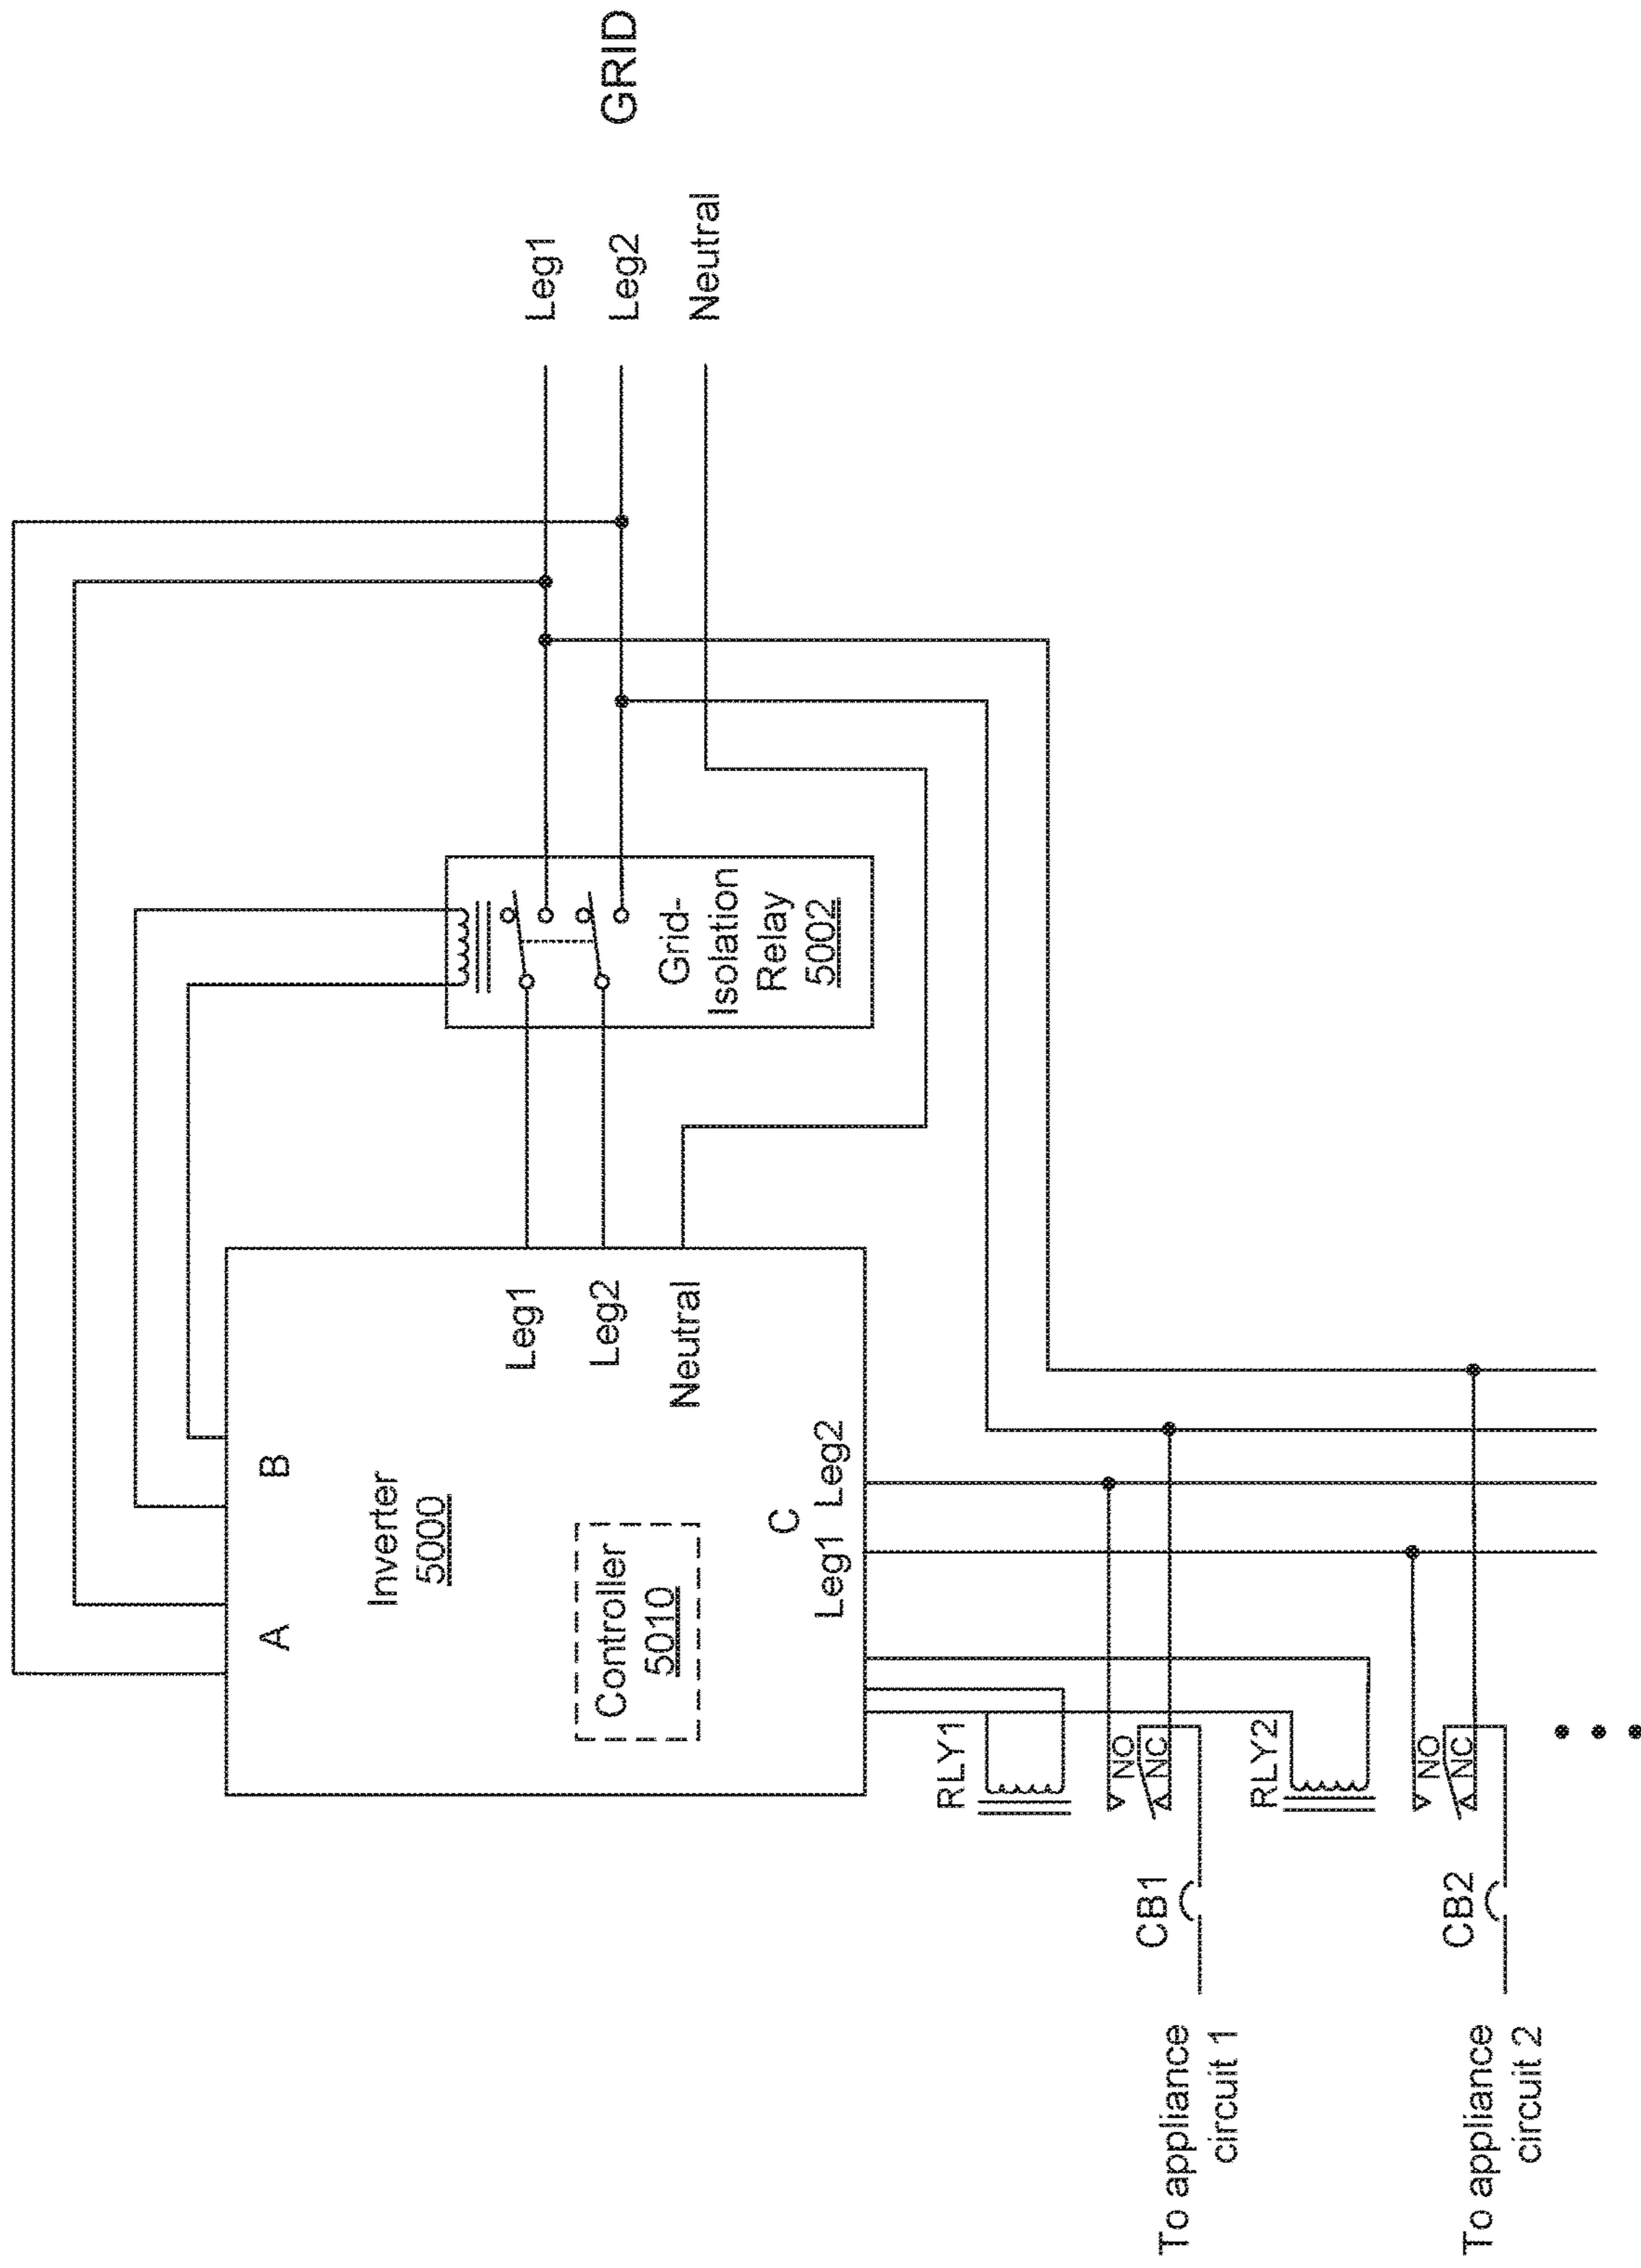 GRID
Leg1
Leg2
Neutral
Grid-
Isolation
Relay
5002
Leg1
Leg2
Neutral
B
A
Inverter
5000
Controller
5010
C
Leg1 Leg2
RLY1
NO
NC
CB1
To appliance
circuit 1
RLY2
NO
NC
CB2
To appliance
circuit 2